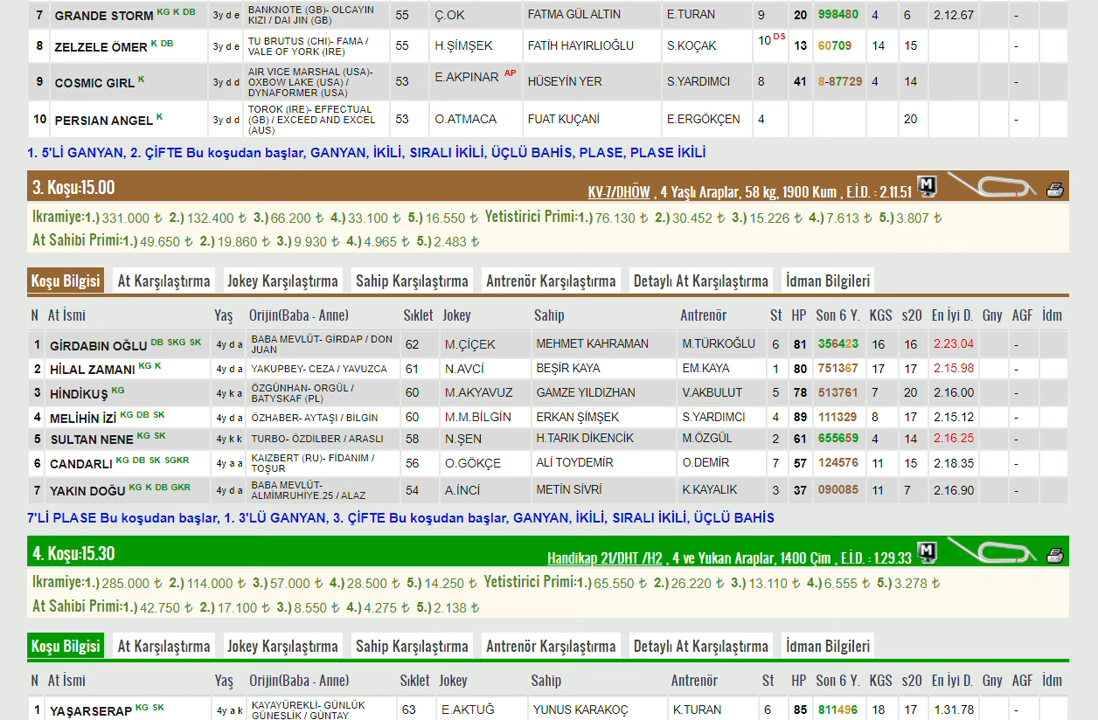 7 GRANDE STORM KG K DB 3y d e BANKNOTE (GB)- OLCAYIN KIZI / DAI JIN (GB) 55 Ç.OK FATMA GÜL ALTIN E.TURAN 9 20 998480 4 6 2.12.67 -
8 ZELZELE ÖMER K DB 3y d e TU BRUTUS (CHI)- FAMA / VALE OF YORK (IRE) 55 H.ŞİMŞEK FATİH HAYIRLIOĞLU S.KOÇAK 10 DS 13 60709 14 15 -
9 COSMIC GIRL K 3y d d AIR VICE MARSHAL (USA)- OXBOW LAKE (USA) / DYNAFORMER (USA) 53 E.AKPINAR AP HÜSEYİN YER S.YARDIMCI 8 41 8-87729 4 14 -
10 PERSIAN ANGEL K 3y d d TOROK (IRE)- EFFECTUAL (GB) / EXCEED AND EXCEL (AUS) 53 O.ATMACA FUAT KUÇANİ E.ERGÖKÇEN 4 20 -
1. 5'Lİ GANYAN, 2. ÇİFTE Bu koşudan başlar, GANYAN, İKİLİ, SIRALI İKİLİ, ÜÇLÜ BAHİS, PLASE, PLASE İKİLİ
3. Koşu:15.00 KV-7/DHÖW , 4 Yaşlı Araplar, 58 kg, 1900 Kum , E.İ.D. : 2.11.51 M
İkramiye:1.) 331.000 ₺ 2.) 132.400 ₺ 3.) 66.200 ₺ 4.) 33.100 ₺ 5.) 16.550 ₺ Yetistirici Primi:1.) 76.130 ₺ 2.) 30.452 ₺ 3.) 15.226 ₺ 4.) 7.613 ₺ 5.) 3.807 ₺
At Sahibi Primi:1.) 49.650 ₺ 2.) 19.860 ₺ 3.) 9.930 ₺ 4.) 4.965 ₺ 5.) 2.483 ₺
Koşu Bilgisi At Karşılaştırma Jokey Karşılaştırma Sahip Karşılaştırma Antrenör Karşılaştırma Detaylı At Karşılaştırma İdman Bilgileri
N At İsmi Yaş Orijin(Baba - Anne) Sıklet Jokey Sahip Antrenör St HP Son 6 Y. KGS s20 En İyi D. Gny AGF İdm
1 GİRDABIN OĞLU DB SKG SK 4y d a BABA MEVLÜT- GİRDAP / DON JUAN 62 M.ÇİÇEK MEHMET KAHRAMAN M.TÜRKOĞLU 6 81 356423 16 16 2.23.04 -
2 HİLAL ZAMANI KG K 4y d a YAKUPBEY- CEZA / YAVUZCA 61 N.AVCİ BEŞİR KAYA EM.KAYA 1 80 751367 17 17 2.15.98 -
3 HİNDİKUŞ KG 4y k a ÖZGÜNHAN- ORGÜL / BATYSKAF (PL) 60 M.AKYAVUZ GAMZE YILDIZHAN V.AKBULUT 5 78 513761 7 20 2.16.00 -
4 MELİHİN İZİ KG DB SK 4y d a ÖZHABER- AYTAŞI / BİLGİN 60 M.M.BİLGİN ERKAN ŞİMŞEK S.YARDIMCI 4 89 111329 8 17 2.15.12 -
5 SULTAN NENE KG SK 4y k k TURBO- ÖZDİLBER / ARASLI 58 N.ŞEN H.TARIK DİKENCİK M.ÖZGÜL 2 61 655659 4 14 2.16.25 -
6 CANDARLI KG DB SK SGKR 4y a a KAIZBERT (RU)- FİDANIM / TOŞUR 56 O.GÖKÇE ALİ TOYDEMİR O.DEMİR 7 57 124576 11 15 2.18.35 -
7 YAKIN DOĞU KG K DB GKR 4y d a BABA MEVLÜT- ALMIMRUHİYE 25 / ALAZ 54 A.İNCİ METİN SİVRİ K.KAYALIK 3 37 090085 11 7 2.16.90 -
7'Lİ PLASE Bu koşudan başlar, 1. 3'LÜ GANYAN, 3. ÇİFTE Bu koşudan başlar, GANYAN, İKİLİ, SIRALI İKİLİ, ÜÇLÜ BAHİS
4. Koşu:15.30 Handikap 21/DHT /H2 , 4 ve Yukarı Araplar, 1400 Çim , E.İ.D. : 1.29.33 M
İkramiye:1.) 285.000 ₺ 2.) 114.000 ₺ 3.) 57.000 ₺ 4.) 28.500 ₺ 5.) 14.250 ₺ Yetistirici Primi:1.) 65.550 ₺ 2.) 26.220 ₺ 3.) 13.110 ₺ 4.) 6.555 ₺ 5.) 3.278 ₺
At Sahibi Primi:1.) 42.750 ₺ 2.) 17.100 ₺ 3.) 8.550 ₺ 4.) 4.275 ₺ 5.) 2.138 ₺
Koşu Bilgisi At Karşılaştırma Jokey Karşılaştırma Sahip Karşılaştırma Antrenör Karşılaştırma Detaylı At Karşılaştırma İdman Bilgileri
N At İsmi Yaş Orijin(Baba - Anne) Sıklet Jokey Sahip Antrenör St HP Son 6 Y. KGS s20 En İyi D. Gny AGF İdm
1 YAŞARSERAP KG SK 4y a k KAYAYÜREKLİ- GÜNLÜK GÜNEŞLİK / GÜNTAY 63 E.AKTUĞ YUNUS KARAKOÇ K.TURAN 6 85 811496 18 17 1.31.78 -